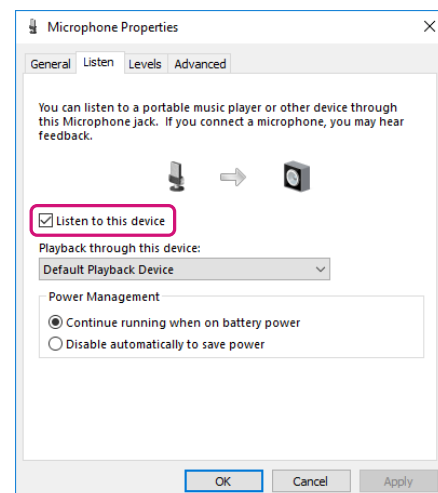 Microphone Properties
General Listen Levels Advanced
You can listen to a portable music player or other device through
this Microphone jack. If you connect a microphone, you may hear
feedback.
Listen to this device
Playback through this device:
Default Playback Device
Power Management
Continue running when on battery power
Disable automatically to save power
OK Cancel Apply